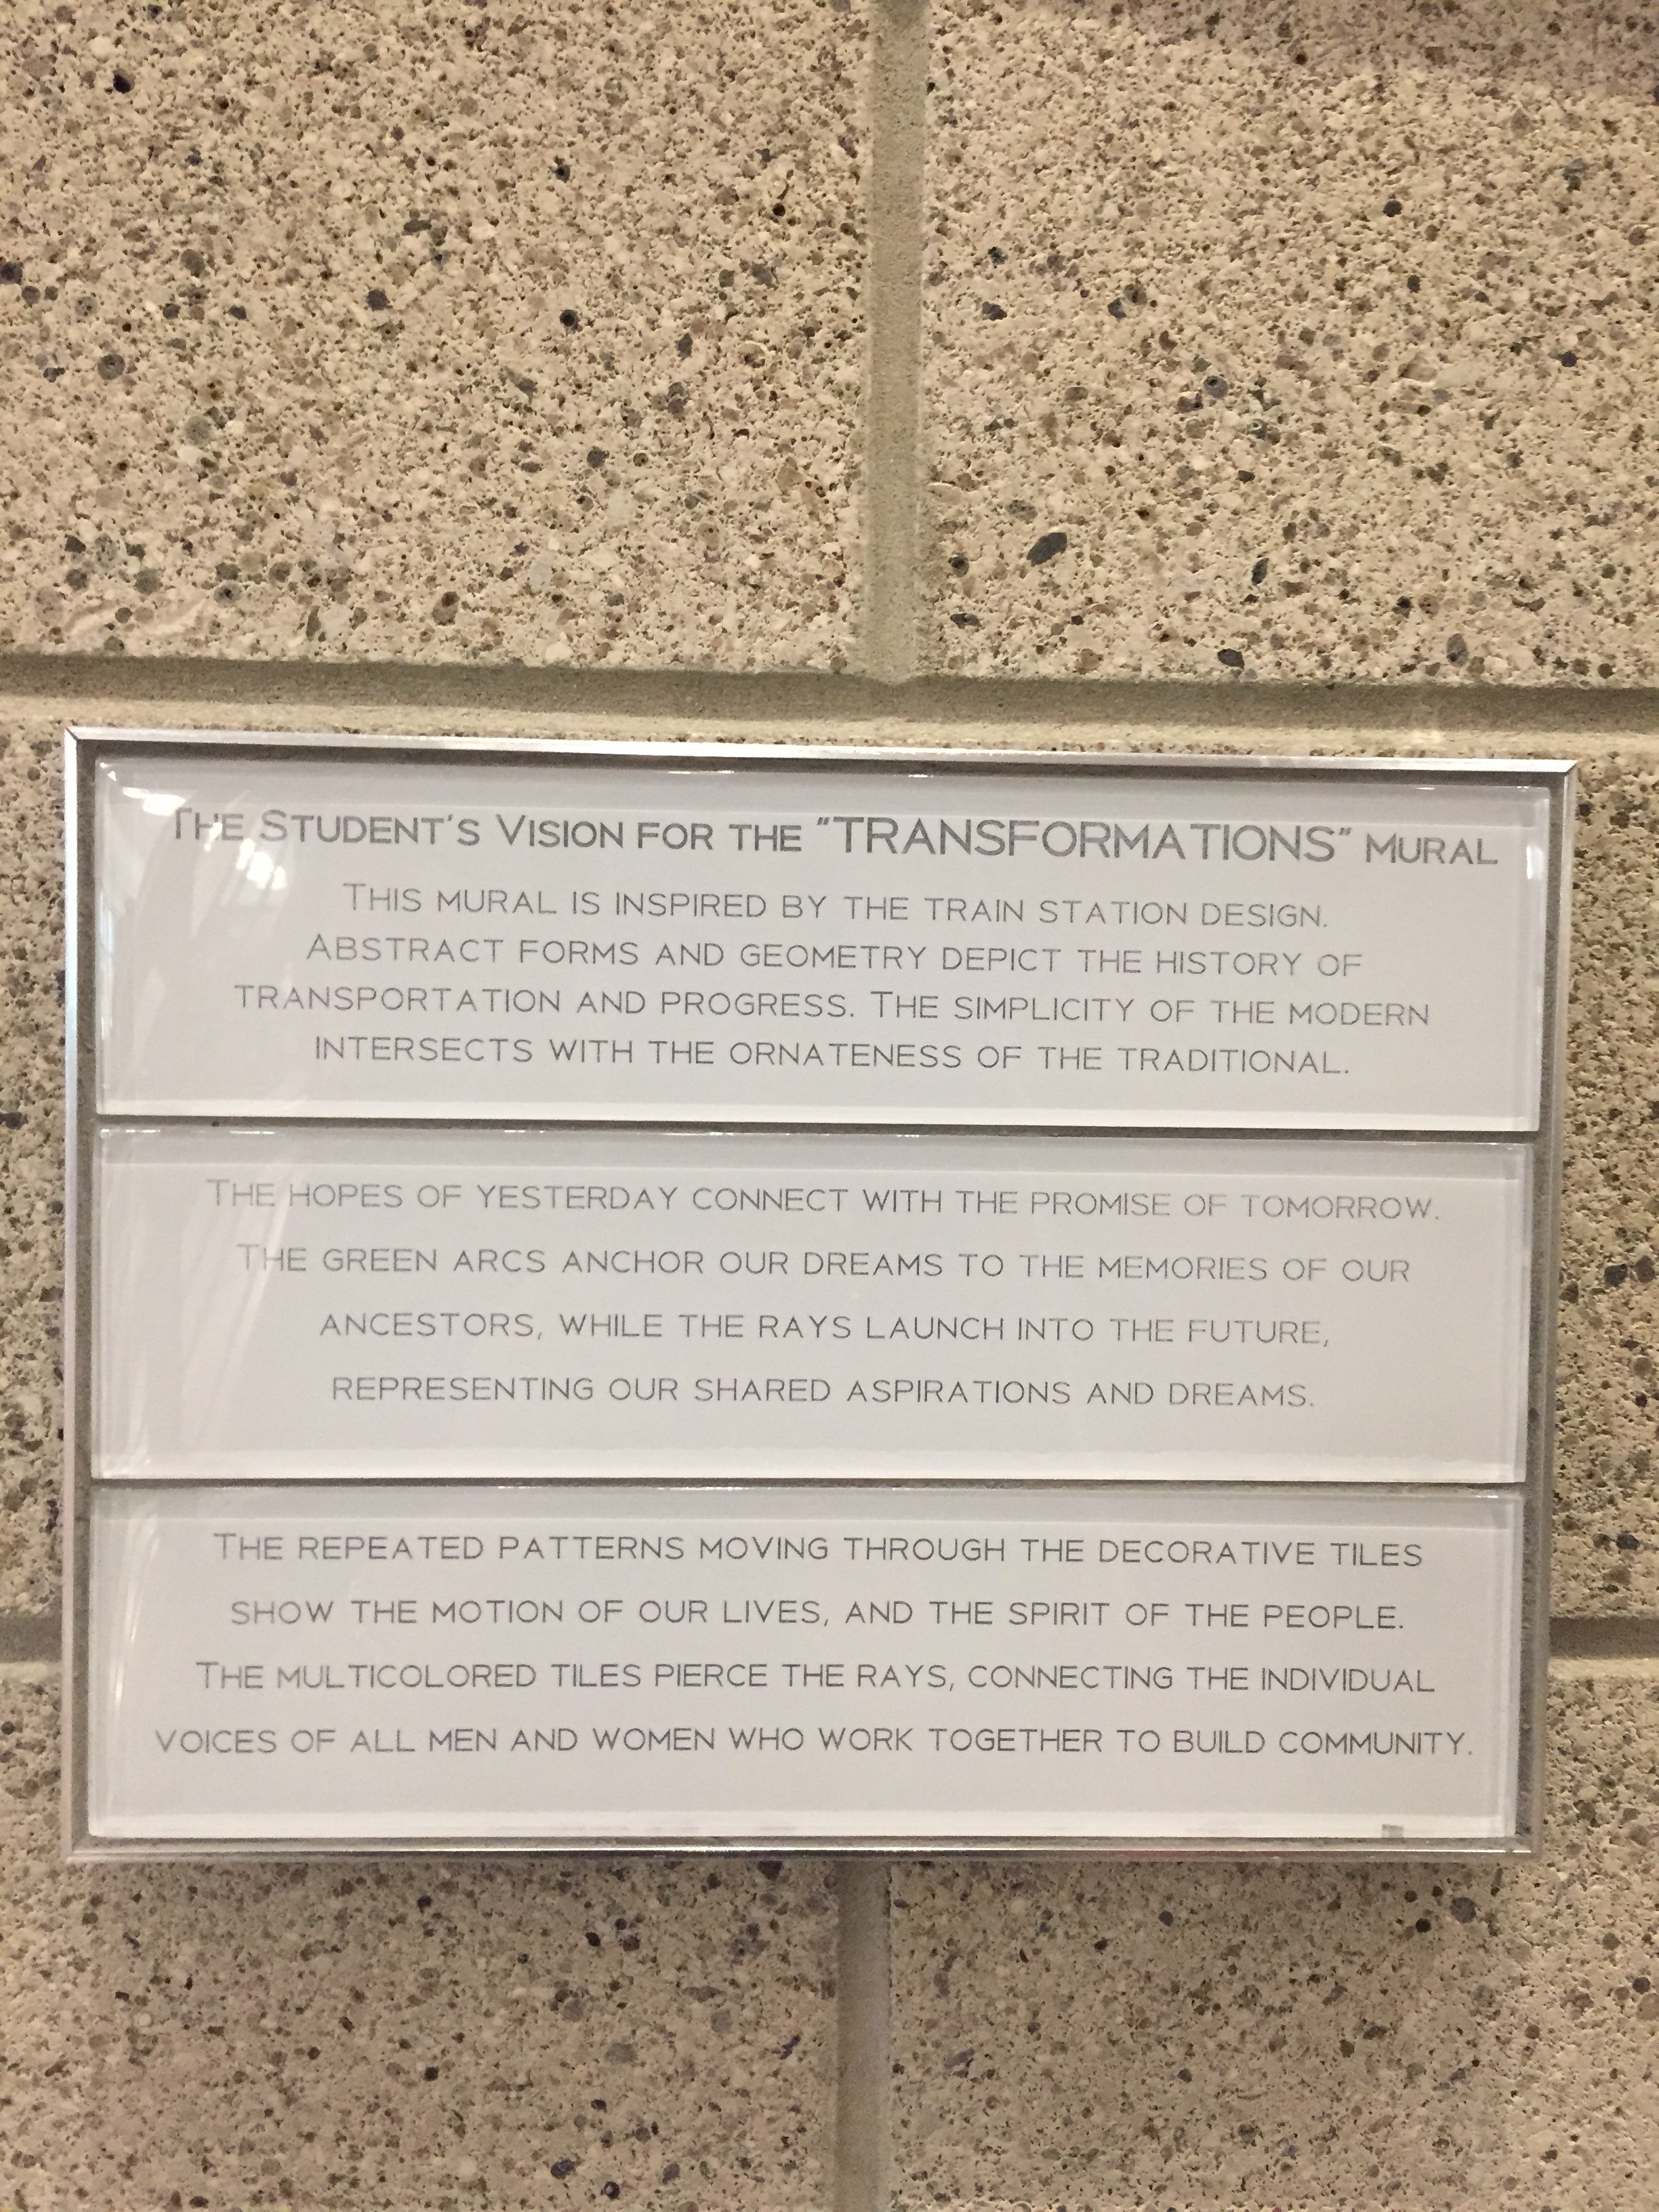 The Student's Vision for the "TRANSFORMATIONS" Mural
This mural is inspired by the train station design.
Abstract forms and geometry depict the history of
transportation and progress. The simplicity of the modern
intersects with the ornateness of the traditional.
The hopes of yesterday connect with the promise of tomorrow.
The green arcs anchor our dreams to the memories of our
ancestors, while the rays launch into the future,
representing our shared aspirations and dreams.
The repeated patterns moving through the decorative tiles
show the motion of our lives, and the spirit of the people.
The multicolored tiles pierce the rays, connecting the individual
voices of all men and women who work together to build community.